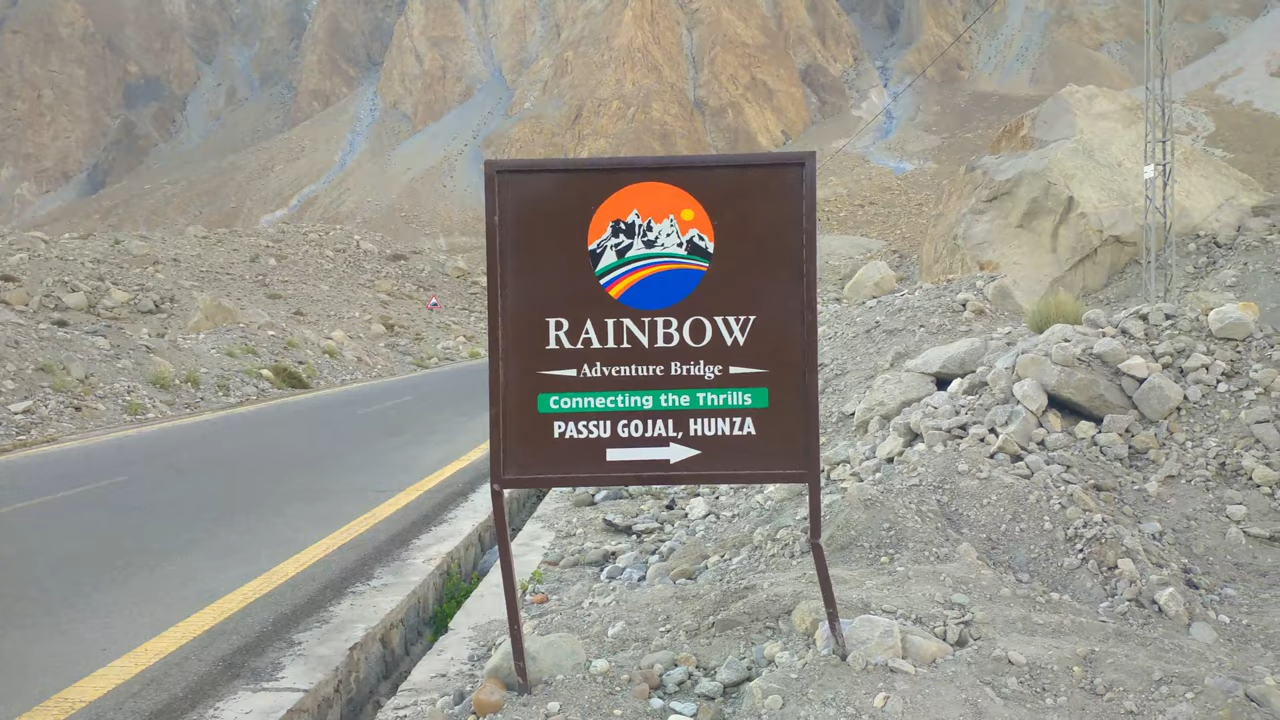 RAINBOW
Adventure Bridge
Connecting the Thrills
PASSU GOJAL, HUNZA